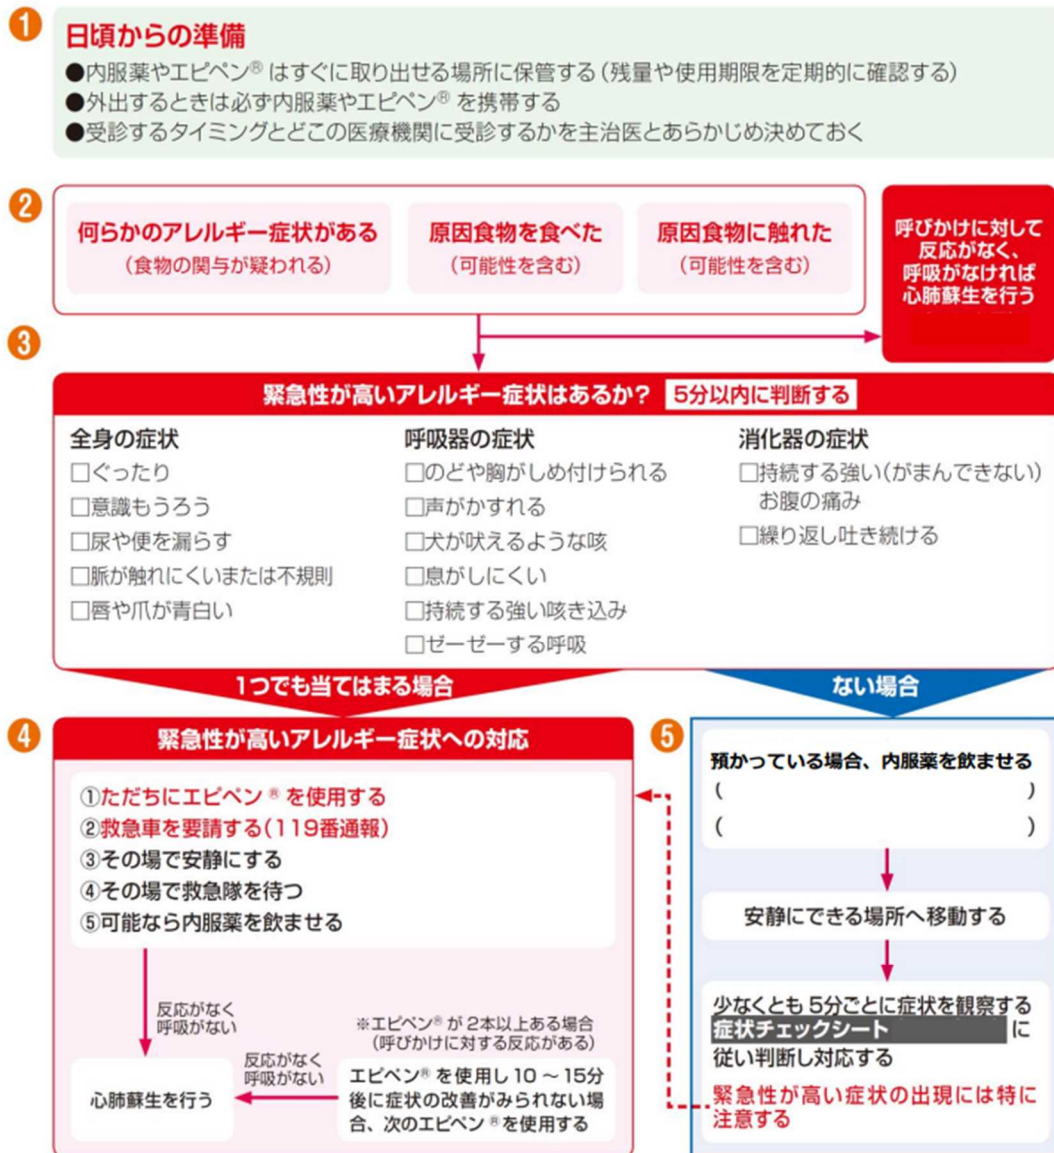 1
日頃からの準備
●内服薬やエピペン® はすぐに取り出せる場所に保管する(残量や使用期限を定期的に確認する)
●外出するときは必ず内服薬やエピペン® を携帯する
●受診するタイミングとどこの医療機関に受診するかを主治医とあらかじめ決めておく
2
何らかのアレルギー症状がある
(食物の関与が疑われる)
原因食物を食べた
(可能性を含む)
原因食物に触れた
(可能性を含む)
呼びかけに対して
反応がなく、
呼吸がなければ
心肺蘇生を行う
3
緊急性が高いアレルギー症状はあるか? 5分以内に判断する
全身の症状
□ぐったり
□意識もうろう
□尿や便を漏らす
□脈が触れにくいまたは不規則
□唇や爪が青白い
呼吸器の症状
□のどや胸がしめ付けられる
□声がかすれる
□犬が吠えるような咳
□息がしにくい
□持続する強い咳き込み
□ゼーゼーする呼吸
消化器の症状
□持続する強い(がまんできない)
お腹の痛み
□繰り返し吐き続ける
1つでも当てはまる場合
ない場合
4
緊急性が高いアレルギー症状への対応
①ただちにエピペン® を使用する
②救急車を要請する(119番通報)
③その場で安静にする
④その場で救急隊を待つ
⑤可能なら内服薬を飲ませる
反応がなく
呼吸がない
※エピペン® が2本以上ある場合
(呼びかけに対する反応がある)
反応がなく
呼吸がない
心肺蘇生を行う
エピペン® を使用し10～15分
後に症状の改善がみられない場
合、次のエピペン® を使用する
5
預かっている場合、内服薬を飲ませる
( )
( )
安静にできる場所へ移動する
少なくとも5分ごとに症状を観察する
症状チェックシート に
従い判断し対応する
緊急性が高い症状の出現には特に
注意する